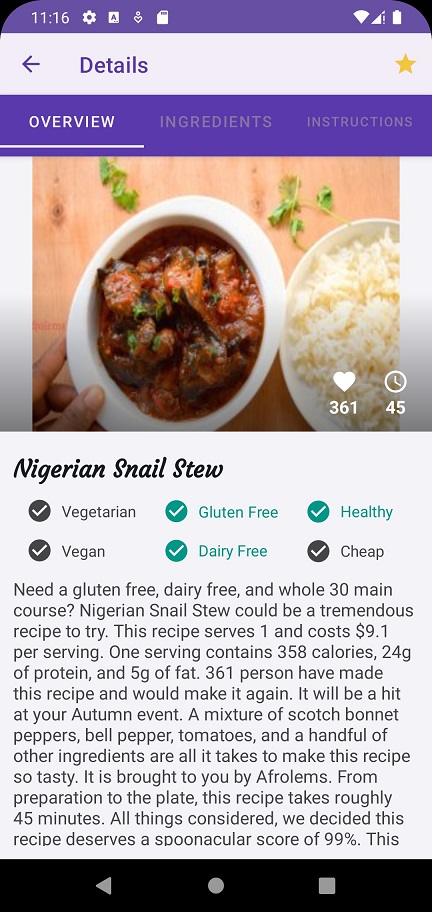 11:16
Details
OVERVIEW INGREDIENTS INSTRUCTIONS
361 45
Nigerian Snail Stew
Vegetarian Gluten Free Healthy
Vegan Dairy Free Cheap
Need a gluten free, dairy free, and whole 30 main
course? Nigerian Snail Stew could be a tremendous
recipe to try. This recipe serves 1 and costs $9.1
per serving. One serving contains 358 calories, 24g
of protein, and 5g of fat. 361 person have made
this recipe and would make it again. It will be a hit
at your Autumn event. A mixture of scotch bonnet
peppers, bell pepper, tomatoes, and a handful of
other ingredients are all it takes to make this recipe
so tasty. It is brought to you by Afrolems. From
preparation to the plate, this recipe takes roughly
45 minutes. All things considered, we decided this
recipe deserves a spoonacular score of 99%. This